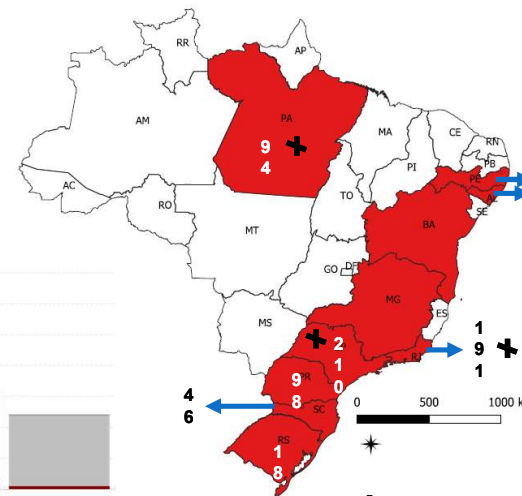 RR
AP
AM
PA
MA
CE
RN
9
4
PB
PI
PE
AC
TO
AL
RO
SE
BA
MT
GO
DF
MG
ES
MS
1
9
1
2
1
0
RJ
PR
9
8
4
6
SC
0
500
1000 k
RS
1
8